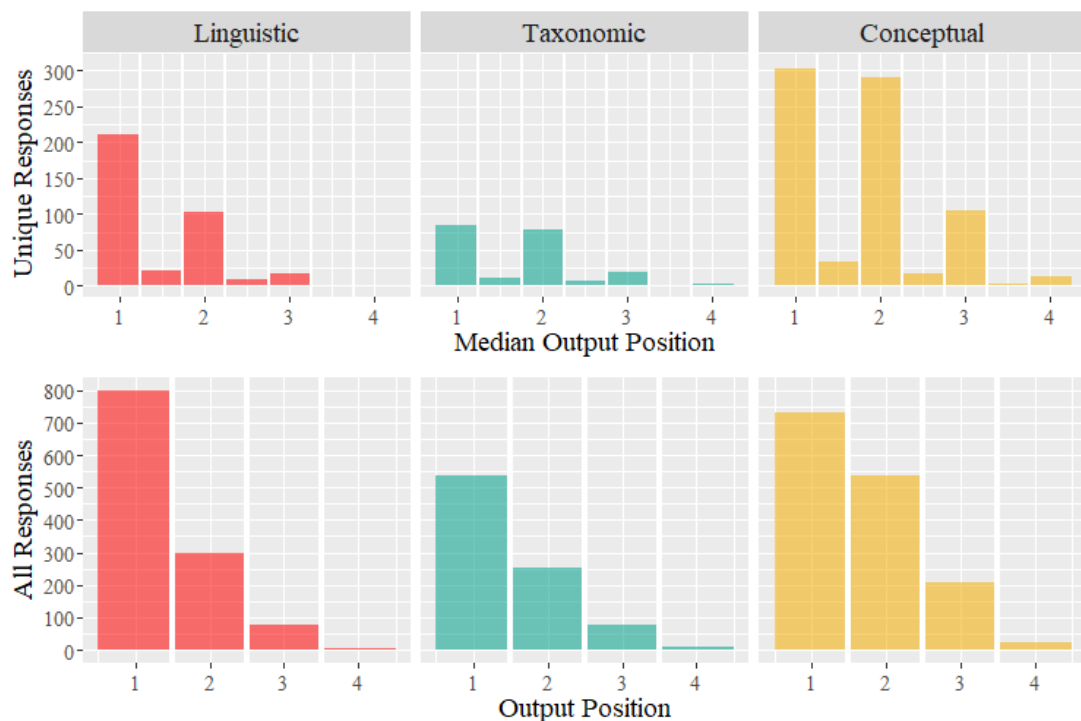 Linguistic Taxonomic Conceptual
300
250
200
150
100
50
0
Unique Responses
1 2 3 4 1 2 3 4 1 2 3 4
Median Output Position
800
700
600
500
400
300
200
100
0
All Responses
1 2 3 4 1 2 3 4 1 2 3 4
Output Position